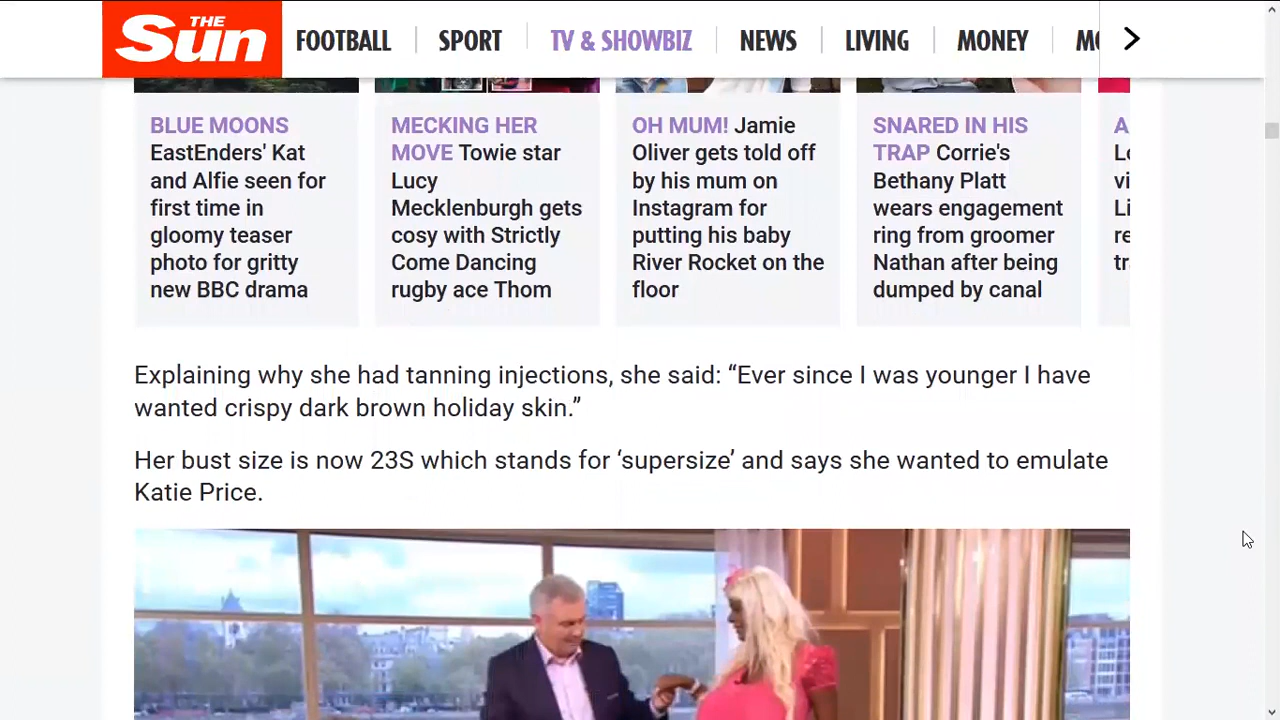 THE
Sun
FOOTBALL
SPORT
TV & SHOWBIZ
NEWS
LIVING
MONEY
BLUE MOONS
EastEnders' Kat
and Alfie seen for
first time in
gloomy teaser
photo for gritty
new BBC drama
MECKING HER
MOVE Towie star
Lucy
Mecklenburgh gets
cosy with Strictly
Come Dancing
rugby ace Thom
OH MUM! Jamie
Oliver gets told off
by his mum on
Instagram for
putting his baby
River Rocket on the
floor
SNARED IN HIS
TRAP Corrie's
Bethany Platt
wears engagement
ring from groomer
Nathan after being
dumped by canal
Explaining why she had tanning injections, she said: “Ever since I was younger I have
wanted crispy dark brown holiday skin.”
Her bust size is now 23S which stands for ‘supersize’ and says she wanted to emulate
Katie Price.